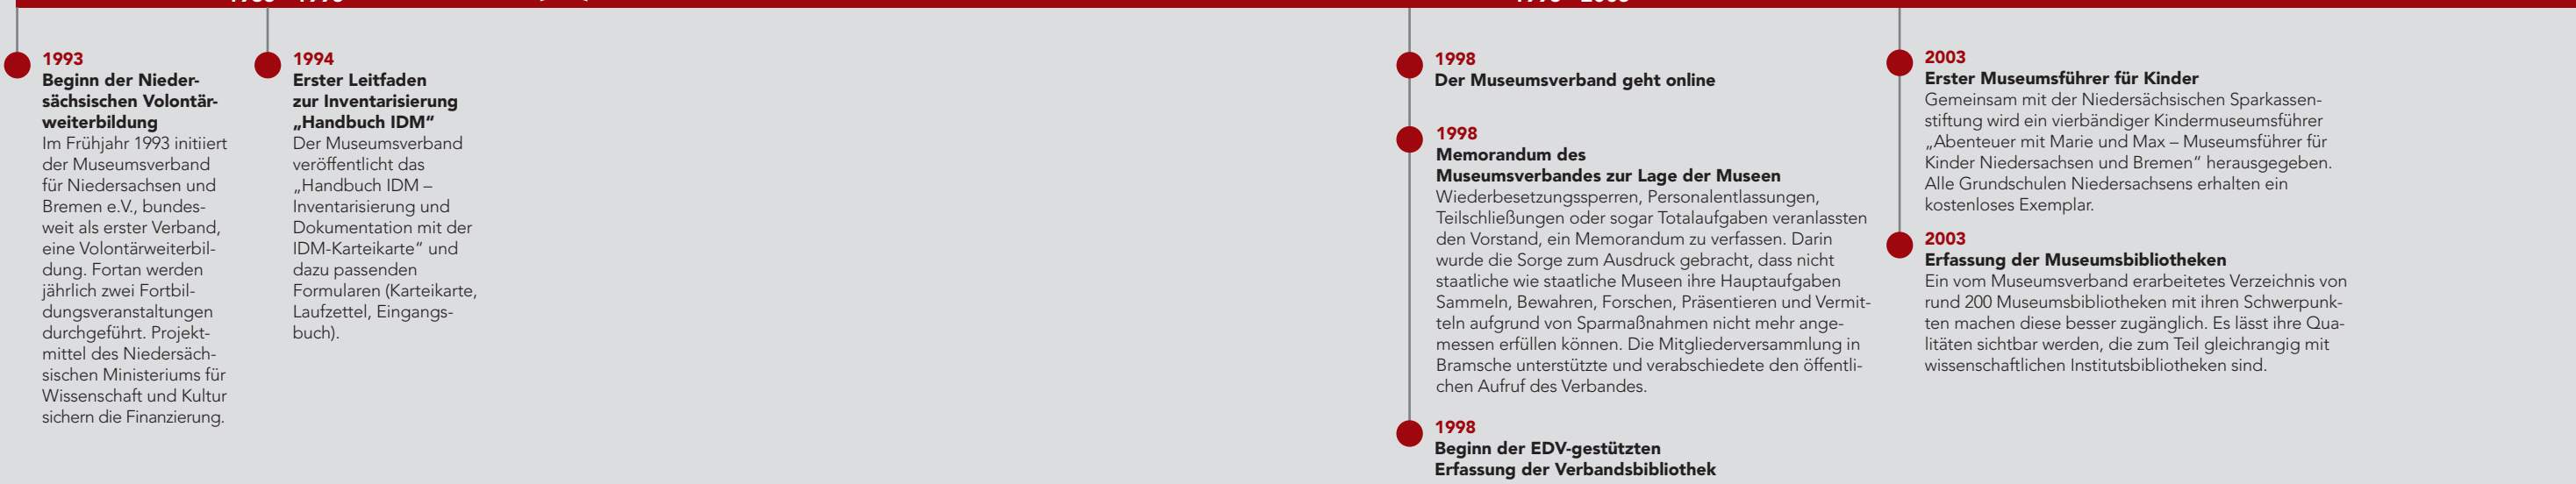 1993
Beginn der Nieder-
sächsischen Volontär-
weiterbildung
Im Frühjahr 1993 initiiert
der Museumsverband
für Niedersachsen und
Bremen e.V., bundes-
weit als erster Verband,
eine Volontärweiterbil-
dung. Fortan werden
jährlich zwei Fortbil-
dungsveranstaltungen
durchgeführt. Projekt-
mittel des Niedersäch-
sischen Ministeriums für
Wissenschaft und Kultur
sichern die Finanzierung.
1994
Erster Leitfaden
zur Inventarisierung
„Handbuch IDM“
Der Museumsverband
veröffentlicht das
„Handbuch IDM –
Inventarisierung und
Dokumentation mit der
IDM-Karteikarte“ und
dazu passenden
Formularen (Karteikarte,
Laufzettel, Eingangs-
buch).
1998
Der Museumsverband geht online
1998
Memorandum des
Museumsverbandes zur Lage der Museen
Wiederbesetzungssperren, Personalentlassungen,
Teilschließungen oder sogar Totalaufgaben veranlassten
den Vorstand, ein Memorandum zu verfassen. Darin
wurde die Sorge zum Ausdruck gebracht, dass nicht
staatliche wie staatliche Museen ihre Hauptaufgaben
Sammeln, Bewahren, Forschen, Präsentieren und Vermit-
teln aufgrund von Sparmaßnahmen nicht mehr ange-
messen erfüllen können. Die Mitgliederversammlung in
Bramsche unterstützte und verabschiedete den öffentli-
chen Aufruf des Verbandes.
1998
Beginn der EDV-gestützten
Erfassung der Verbandsbibliothek
2003
Erster Museumsführer für Kinder
Gemeinsam mit der Niedersächsischen Sparkassen-
stiftung wird ein vierbändiger Kindermuseumsführer
„Abenteuer mit Marie und Max – Museumsführer für
Kinder Niedersachsen und Bremen“ herausgegeben.
Alle Grundschulen Niedersachsens erhalten ein
kostenloses Exemplar.
2003
Erfassung der Museumsbibliotheken
Ein vom Museumsverband erarbeitetes Verzeichnis von
rund 200 Museumsbibliotheken mit ihren Schwerpunk-
ten machen diese besser zugänglich. Es lässt ihre Qua-
litäten sichtbar werden, die zum Teil gleichrangig mit
wissenschaftlichen Institutsbibliotheken sind.